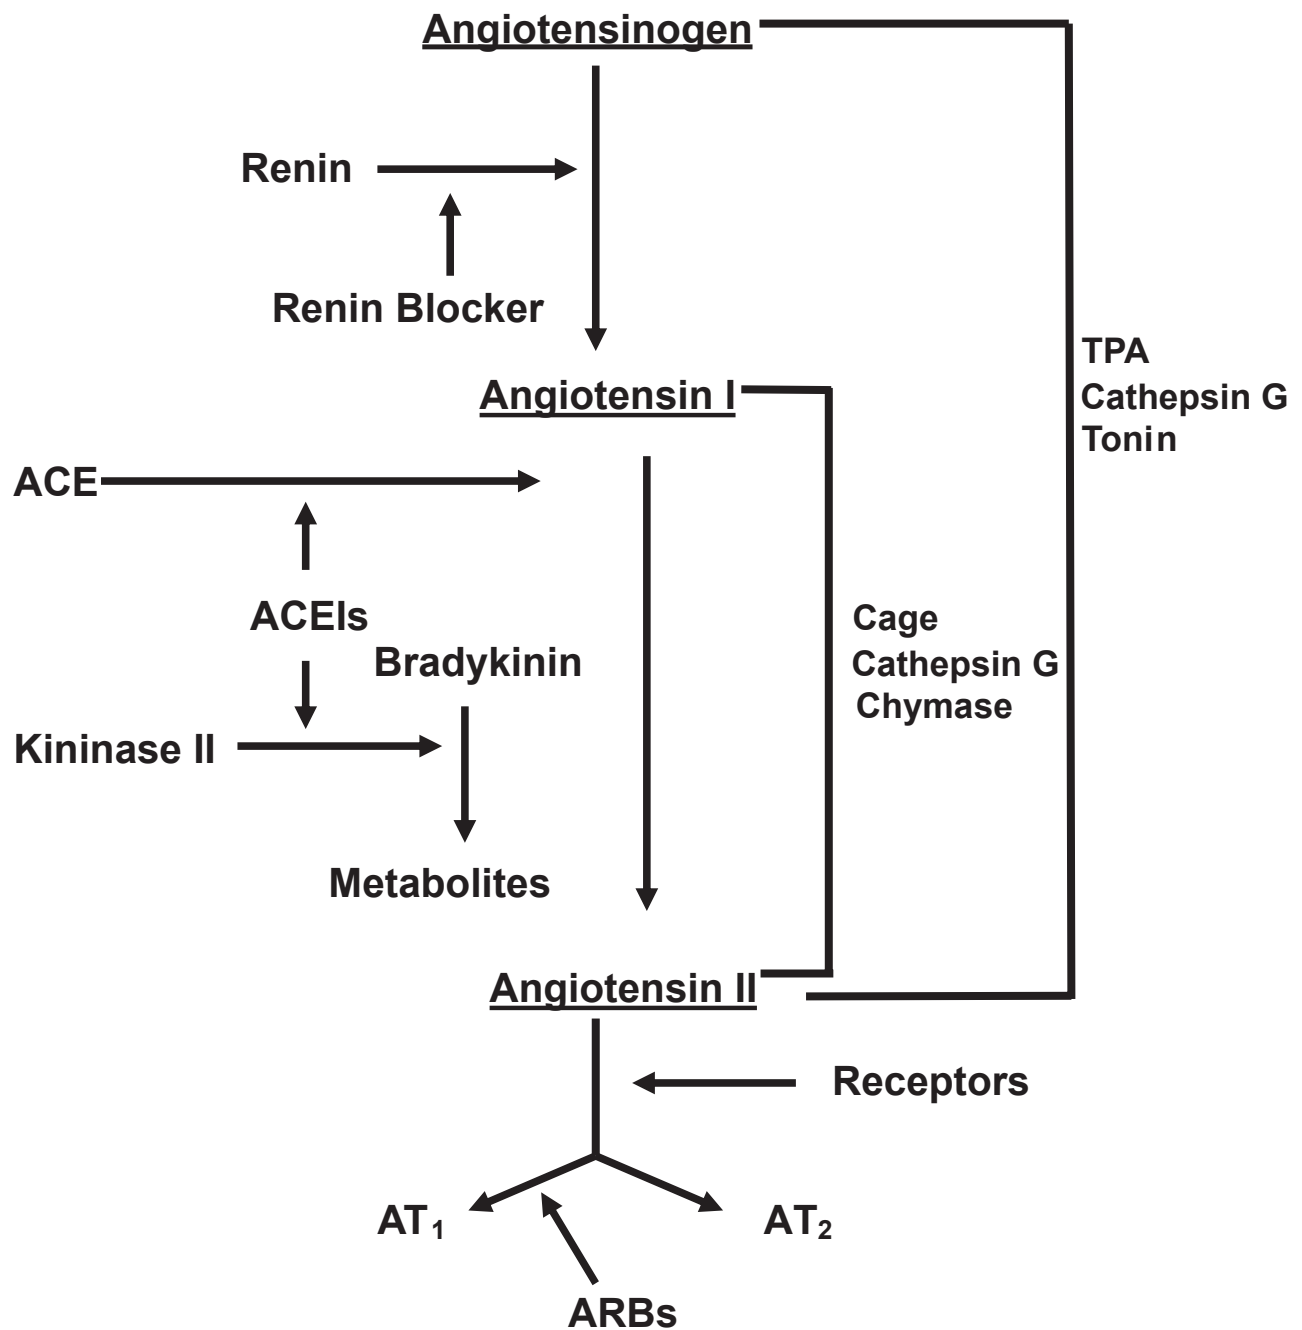 Angiotensinogen
Renin
Renin Blocker
TPA
Cathepsin G
Tonin
Angiotensin I
ACE
ACEIs
Cage
Cathepsin G
Chymase
Bradykinin
Kininase II
Metabolites
Angiotensin II
Receptors
AT₁
AT₂
ARBs